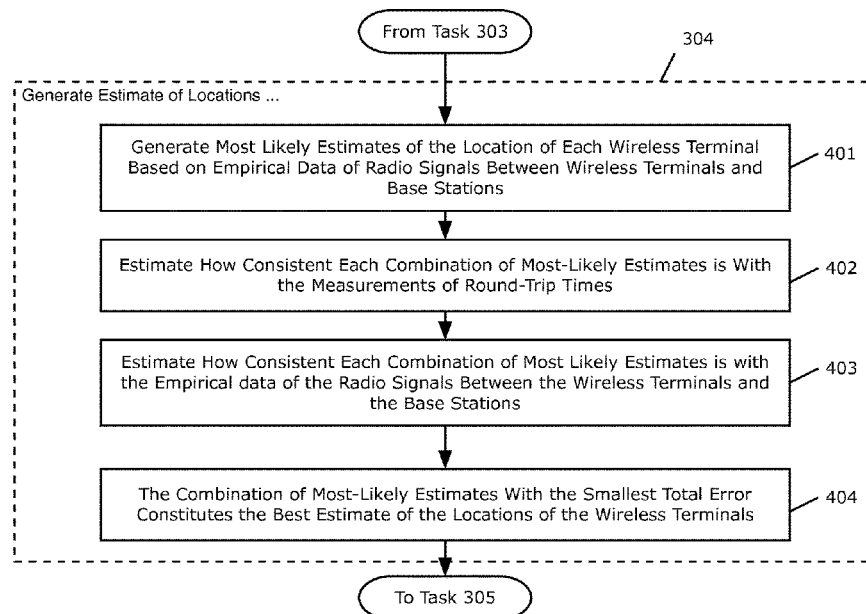 From Task 303
304
Generate Estimate of Locations ...
Generate Most Likely Estimates of the Location of Each Wireless Terminal
Based on Empirical Data of Radio Signals Between Wireless Terminals and
Base Stations
401
Estimate How Consistent Each Combination of Most-Likely Estimates is With
the Measurements of Round-Trip Times
402
Estimate How Consistent Each Combination of Most Likely Estimates is with
the Empirical data of the Radio Signals Between the Wireless Terminals and
the Base Stations
403
The Combination of Most-Likely Estimates With the Smallest Total Error
Constitutes the Best Estimate of the Locations of the Wireless Terminals
404
To Task 305